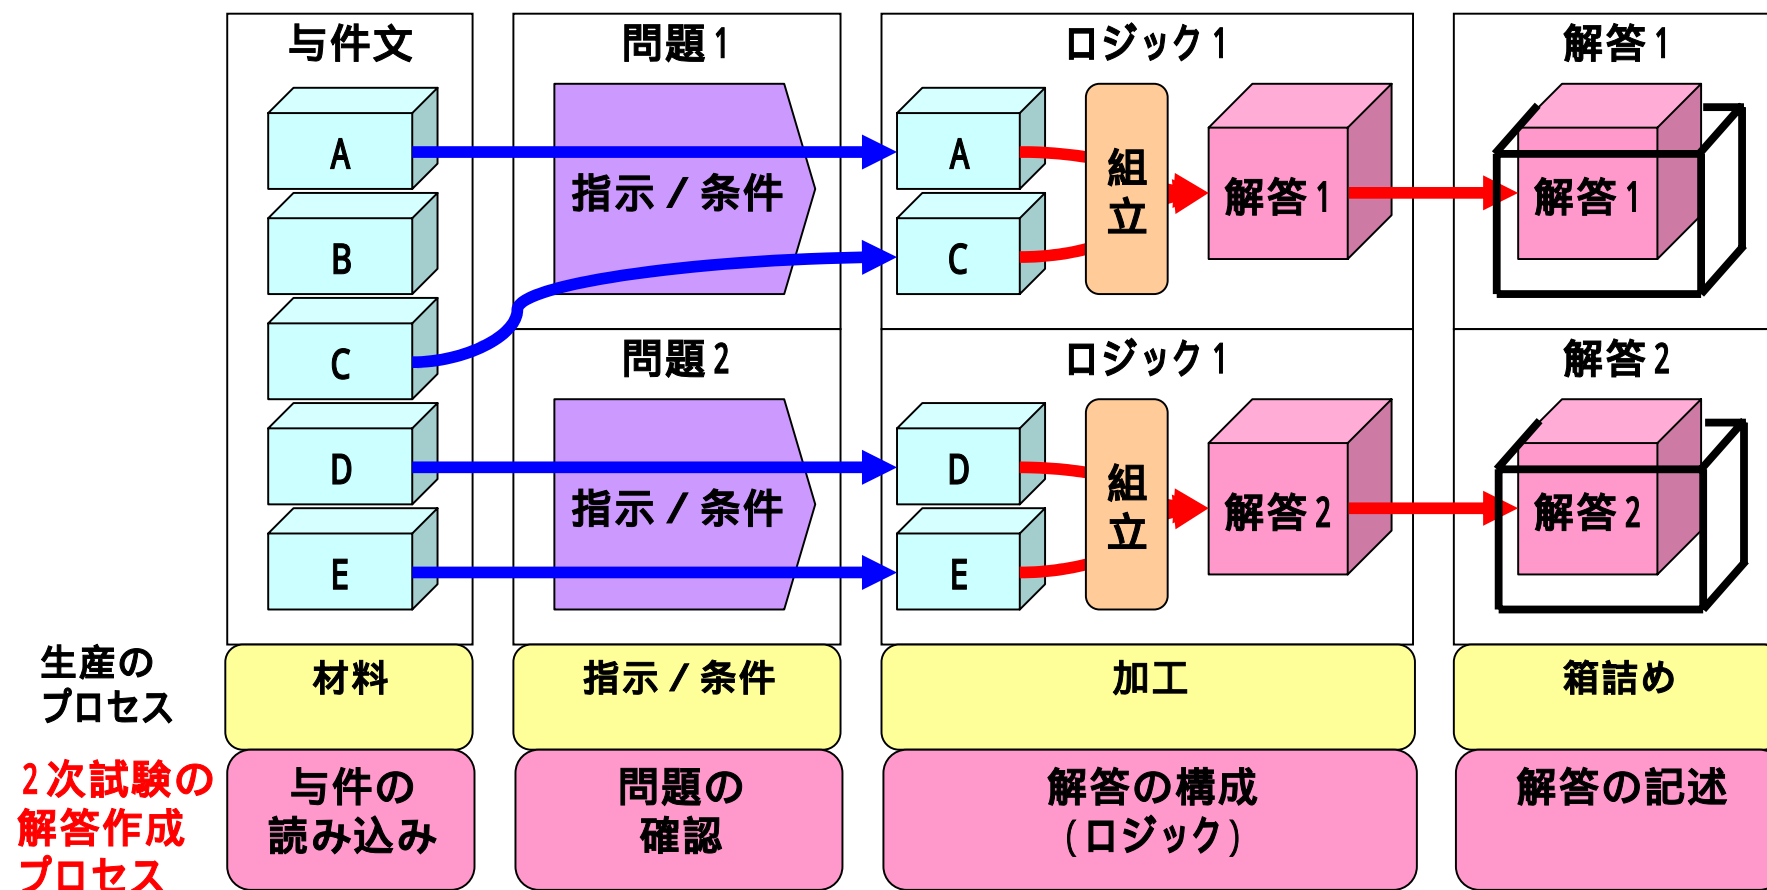 与件文
問題1
ロジック1
解答1
A
B
C
D
E
指示/条件
A
C
組
立
解答1
解答1
問題2
ロジック1
解答2
指示/条件
D
E
組
立
解答2
解答2
生産の
プロセス
材料
指示/条件
加工
箱詰め
2次試験の
解答作成
プロセス
与件の
読み込み
問題の
確認
解答の構成
(ロジック)
解答の記述